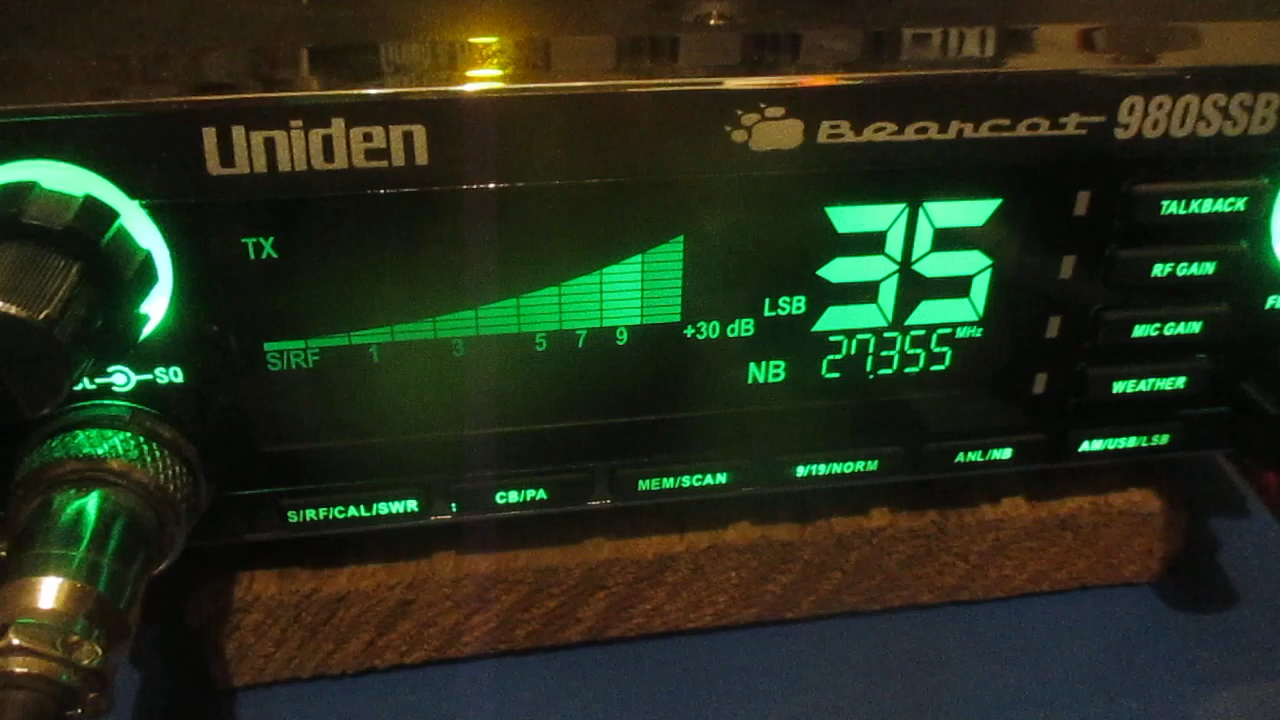 Uniden Bearcat 980SSB
TX
35
LSB
S/RF 1 3 5 7 9 +30 dB
NB 27.355 MHz
TALKBACK
RF GAIN
MIC GAIN
WEATHER
SQ
S/RF/CAL/SWR CB/PA MEM/SCAN 9/19/NORM ANL/NB AM/USB/LSB